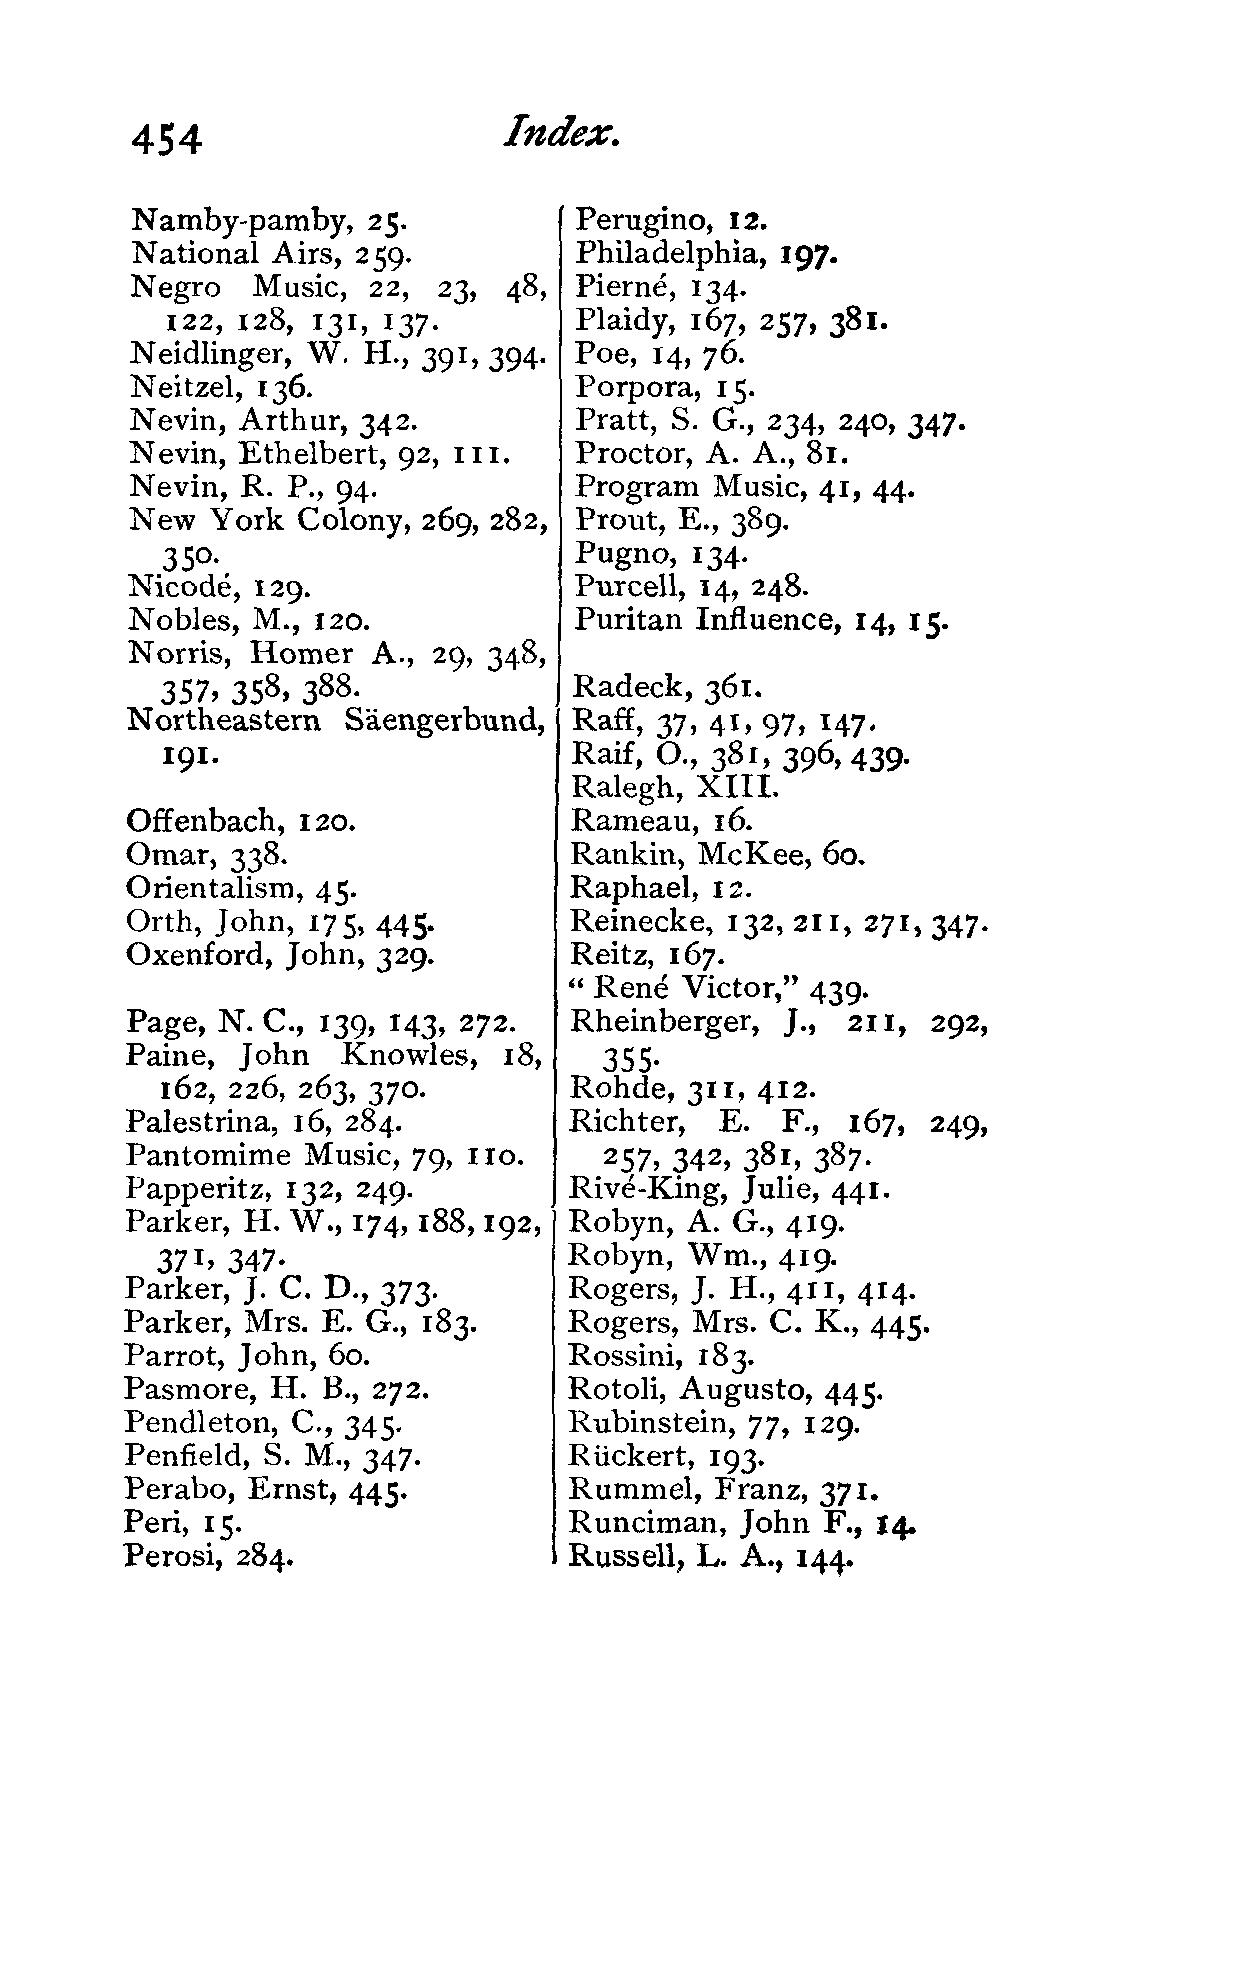 454
Index.
Namby-pamby, 25.
National Airs, 259.
Negro Music, 22, 23, 48,
122, 128, 131, 137.
Neidlinger, W. H., 391, 394.
Neitzel, 136.
Nevin, Arthur, 342.
Nevin, Ethelbert, 92, 111.
Nevin, R. P., 94.
New York Colony, 269, 282,
350.
Nicodé, 129.
Nobles, M., 120.
Norris, Homer A., 29, 348,
357, 358, 388.
Northeastern Säengerbund,
191.
Offenbach, 120.
Omar, 338.
Orientalism, 45.
Orth, John, 175, 445.
Oxenford, John, 329.
Page, N. C., 139, 143, 272.
Paine, John Knowles, 18,
162, 226, 263, 370.
Palestrina, 16, 284.
Pantomime Music, 79, 110.
Papperitz, 132, 249.
Parker, H. W., 174, 188, 192,
371, 347.
Parker, J. C. D., 373.
Parker, Mrs. E. G., 183.
Parrot, John, 60.
Pasmore, H. B., 272.
Pendleton, C., 345.
Penfield, S. M., 347.
Perabo, Ernst, 445.
Peri, 15.
Perosi, 284.
Perugino, 12.
Philadelphia, 197.
Pierné, 134.
Plaidy, 167, 257, 381.
Poe, 14, 76.
Porpora, 15.
Pratt, S. G., 234, 240, 347.
Proctor, A. A., 81.
Program Music, 41, 44.
Prout, E., 389.
Pugno, 134.
Purcell, 14, 248.
Puritan Influence, 14, 15.
Radeck, 361.
Raff, 37, 41, 97, 147.
Raif, O., 381, 396, 439.
Ralegh, XIII.
Rameau, 16.
Rankin, McKee, 60.
Raphael, 12.
Reinecke, 132, 211, 271, 347.
Reitz, 167.
“ René Victor,” 439.
Rheinberger, J., 211, 292,
355.
Rohde, 311, 412.
Richter, E. F., 167, 249,
257, 342, 381, 387.
Rivé-King, Julie, 441.
Robyn, A. G., 419.
Robyn, Wm., 419.
Rogers, J. H., 411, 414.
Rogers, Mrs. C. K., 445.
Rossini, 183.
Rotoli, Augusto, 445.
Rubinstein, 77, 129.
Rückert, 193.
Rummel, Franz, 371.
Runciman, John F., 14.
Russell, L. A., 144.